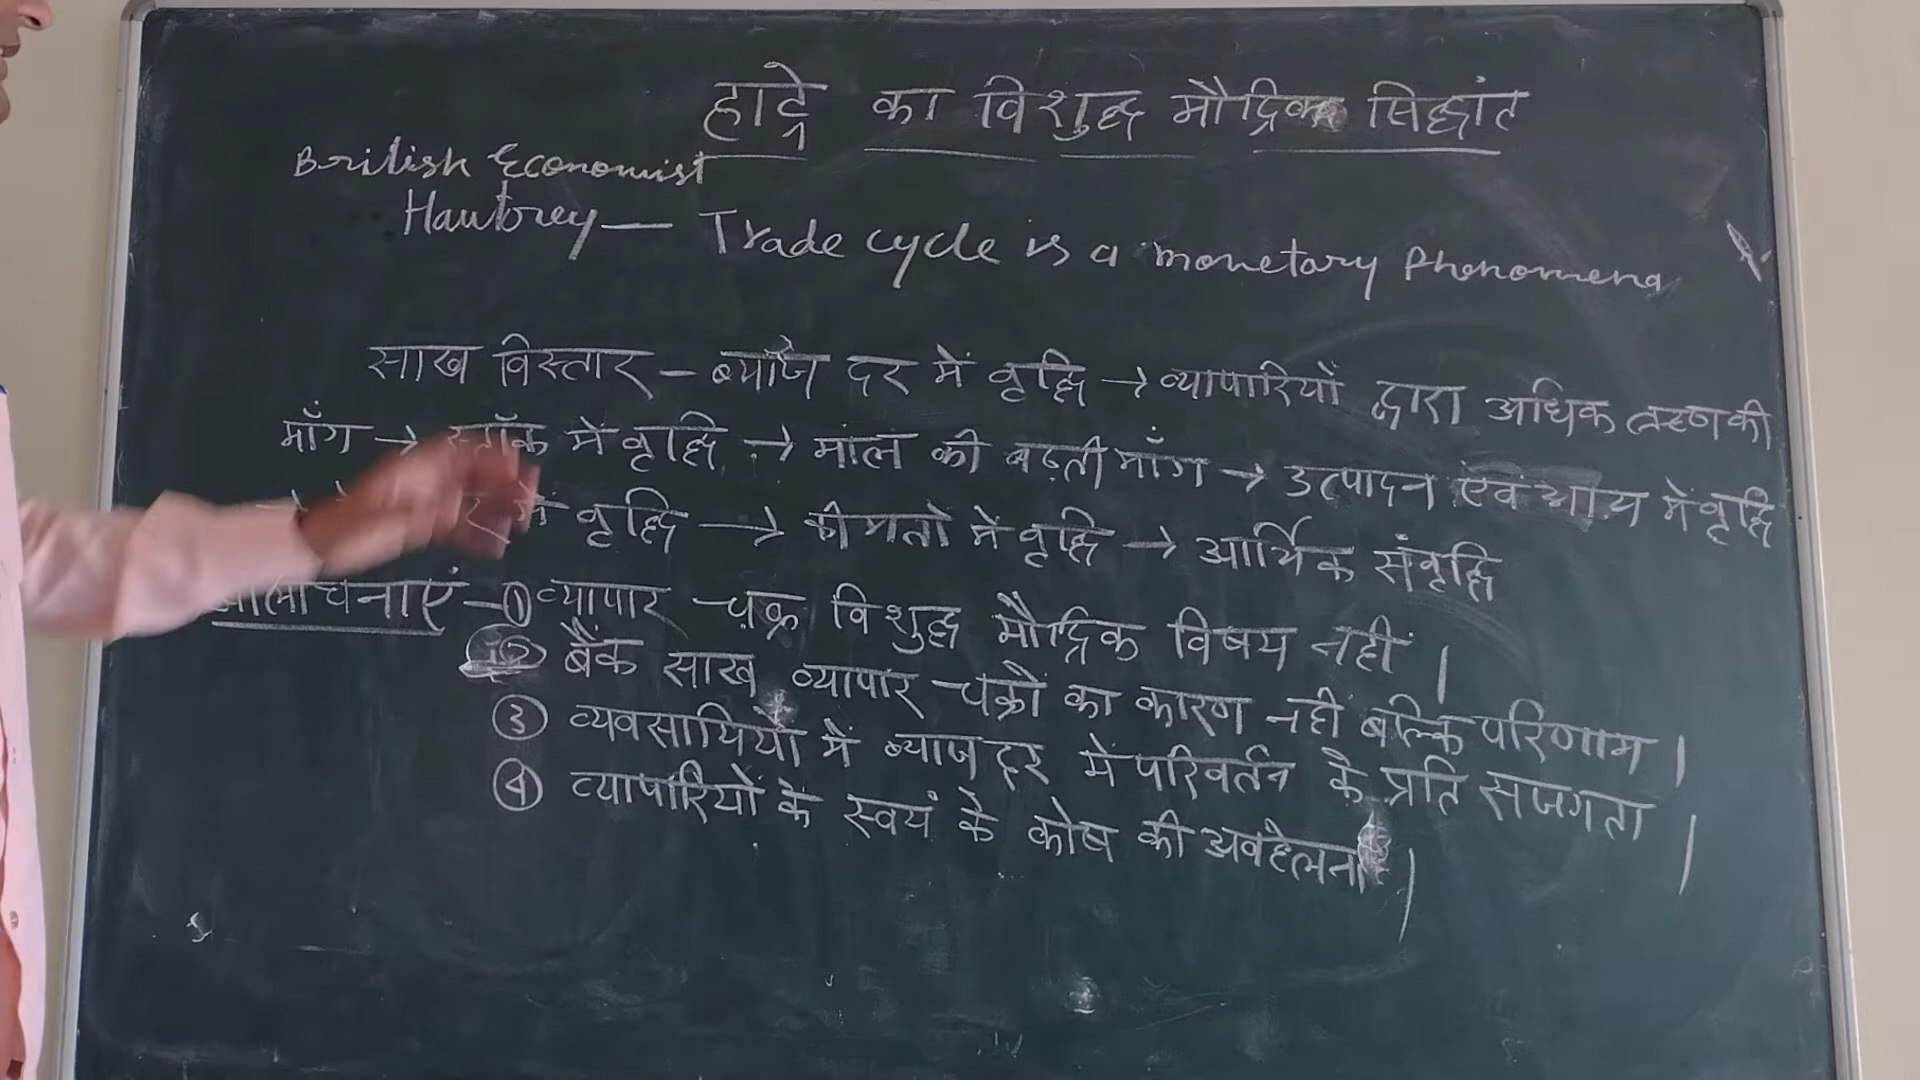 हाट्रे का विशुद्ध मौद्रिक सिद्धांत
British Economist
Hawtrey — Trade cycle is a monetary Phenomena
साख विस्तार – ब्याज दर में वृद्धि → व्यापारियों द्वारा अधिक ऋण की
माँग → स्टॉक में वृद्धि → माल की बढ़ती माँग → उत्पादन एवं आय में वृद्धि
में वृद्धि → कीमतों में वृद्धि → आर्थिक संवृद्धि
आलोचनाएं – ① व्यापार चक्र विशुद्ध मौद्रिक विषय नहीं ।
② बैंक साख व्यापार चक्रों का कारण नहीं बल्कि परिणाम ।
③ व्यवसायियों में ब्याज दर में परिवर्तन के प्रति सजगता ।
④ व्यापारियों के स्वयं के कोष की अवहेलना ।